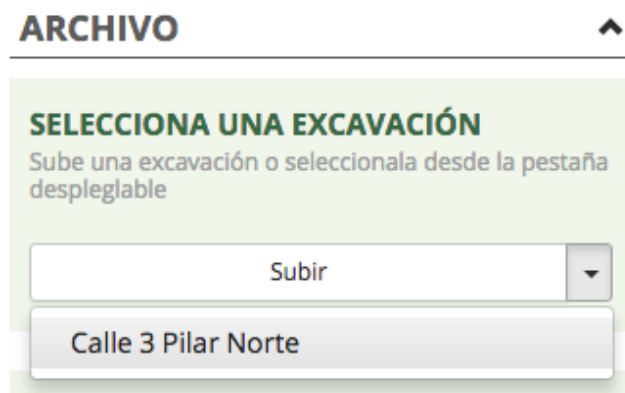 ARCHIVO
SELECCIONA UNA EXCAVACIÓN
Sube una excavación o seleccionala desde la pestaña
despleglable
Subir
Calle 3 Pilar Norte